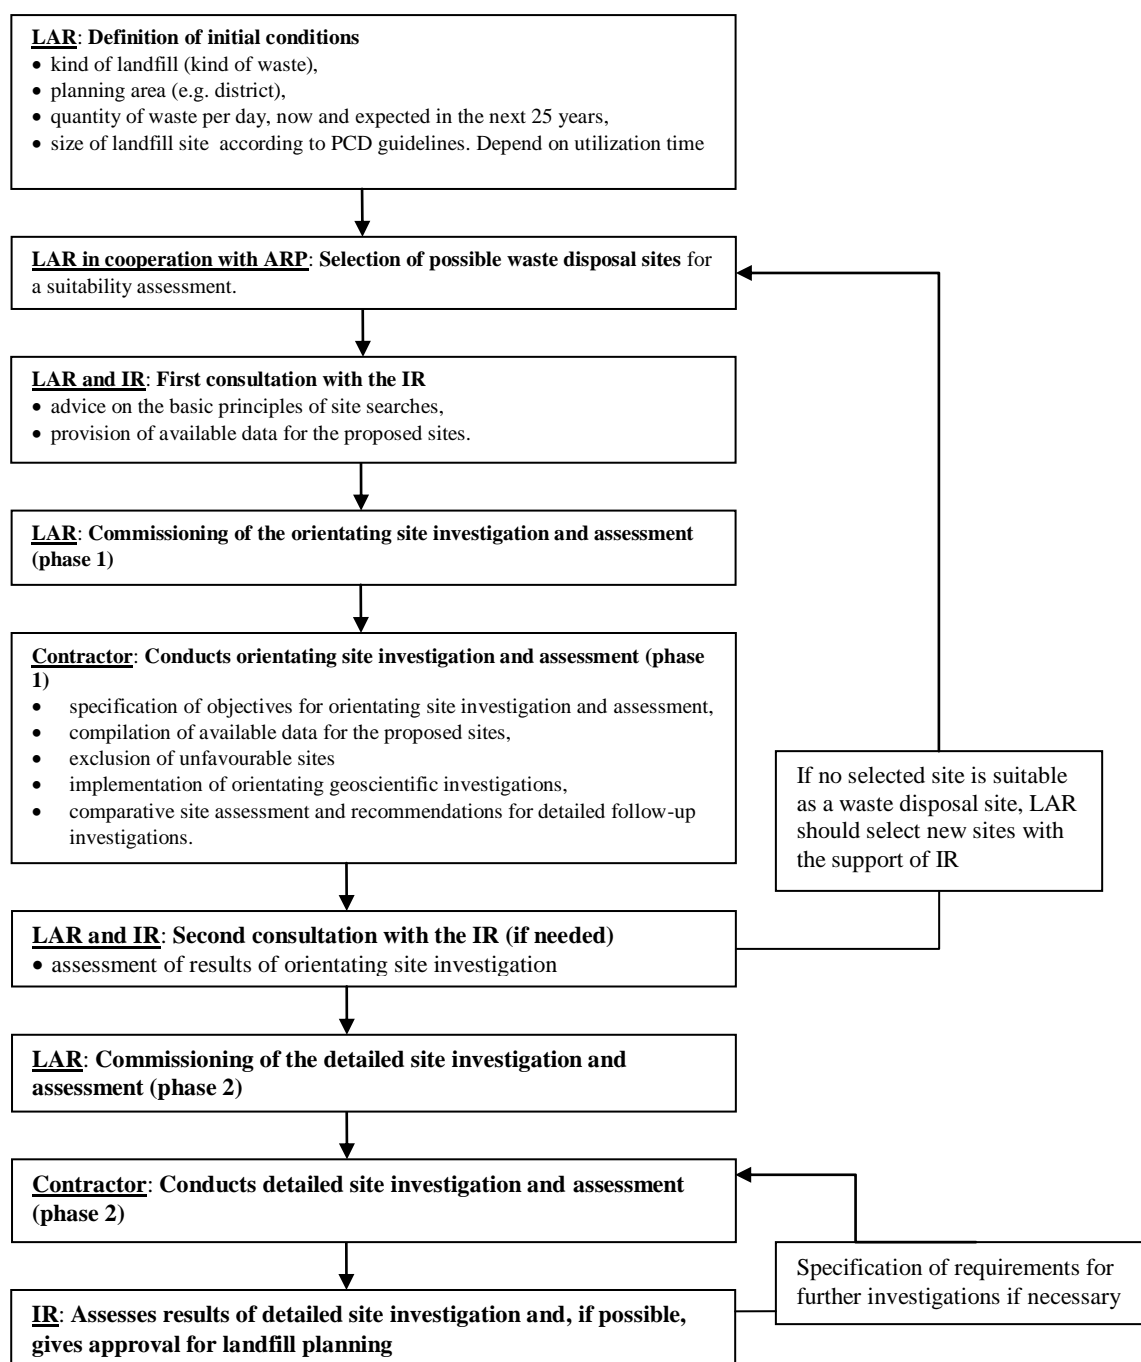 LAR: Definition of initial conditions
• kind of landfill (kind of waste),
• planning area (e.g. district),
• quantity of waste per day, now and expected in the next 25 years,
• size of landfill site according to PCD guidelines. Depend on utilization time
LAR in cooperation with ARP: Selection of possible waste disposal sites for
a suitability assessment.
LAR and IR: First consultation with the IR
• advice on the basic principles of site searches,
• provision of available data for the proposed sites.
LAR: Commissioning of the orientating site investigation and assessment
(phase 1)
Contractor: Conducts orientating site investigation and assessment (phase
1)
• specification of objectives for orientating site investigation and assessment,
• compilation of available data for the proposed sites,
• exclusion of unfavourable sites
• implementation of orientating geoscientific investigations,
• comparative site assessment and recommendations for detailed follow-up
investigations.
If no selected site is suitable
as a waste disposal site, LAR
should select new sites with
the support of IR
LAR and IR: Second consultation with the IR (if needed)
• assessment of results of orientating site investigation
LAR: Commissioning of the detailed site investigation and
assessment (phase 2)
Contractor: Conducts detailed site investigation and assessment
(phase 2)
Specification of requirements for
further investigations if necessary
IR: Assesses results of detailed site investigation and, if possible,
gives approval for landfill planning